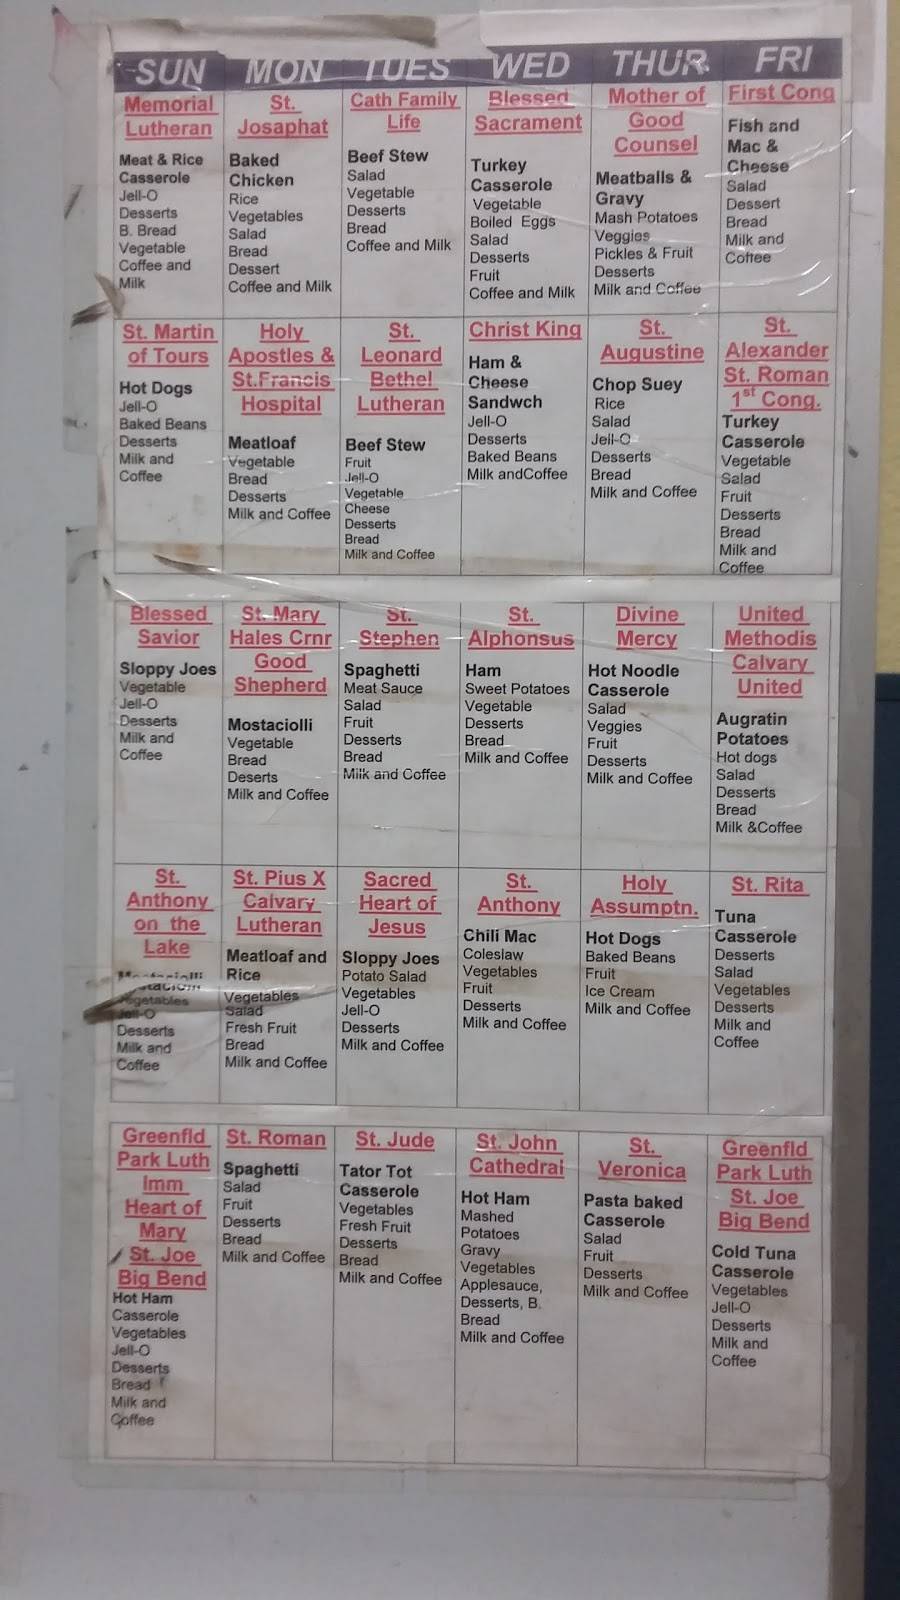 SUN MON TUES WED THUR. FRI
Memorial
Lutheran
Meat & Rice
Casserole
Jell-O
Desserts
B. Bread
Vegetable
Coffee and
Milk
St.
Josaphat
Baked
Chicken
Rice
Vegetables
Salad
Bread
Dessert
Coffee and Milk
Cath Family
Life
Beef Stew
Salad
Vegetable
Desserts
Bread
Coffee and Milk
Blessed
Sacrament
Turkey
Casserole
Vegetable
Boiled Eggs
Salad
Desserts
Fruit
Coffee and Milk
Mother of
Good
Counsel
Meatballs &
Gravy
Mash Potatoes
Veggies
Pickles & Fruit
Desserts
Milk and Coffee
First Cong
Fish and
Mac &
Cheese
Salad
Dessert
Bread
Milk and
Coffee
St. Martin
of Tours
Hot Dogs
Jell-O
Baked Beans
Desserts
Milk and
Coffee
Holy
Apostles &
St.Francis
Hospital
Meatloaf
Vegetable
Bread
Desserts
Milk and Coffee
St.
Leonard
Bethel
Lutheran
Beef Stew
Fruit
Jell-O
Vegetable
Cheese
Desserts
Bread
Milk and Coffee
Christ King
Ham &
Cheese
Sandwch
Jell-O
Desserts
Baked Beans
Milk andCoffee
St.
Augustine
Chop Suey
Rice
Salad
Jell-O
Desserts
Bread
Milk and Coffee
St.
Alexander
St. Roman
1st Cong.
Turkey
Casserole
Vegetable
Salad
Fruit
Desserts
Bread
Milk and
Coffee
Blessed
Savior
Sloppy Joes
Vegetable
Jell-O
Desserts
Milk and
Coffee
St. Mary
Hales Crnr
Good
Shepherd
Mostaciolli
Vegetable
Bread
Deserts
Milk and Coffee
St.
Stephen
Spaghetti
Meat Sauce
Salad
Fruit
Desserts
Bread
Milk and Coffee
St.
Alphonsus
Ham
Sweet Potatoes
Vegetable
Desserts
Bread
Milk and Coffee
Divine
Mercy
Hot Noodle
Casserole
Salad
Veggies
Fruit
Desserts
Milk and Coffee
United
Methodis
Calvary
United
Augratin
Potatoes
Hot dogs
Salad
Desserts
Bread
Milk &Coffee
St.
Anthony
on the
Lake
Vegetables
Jell-O
Desserts
Milk and
Coffee
St. Pius X
Calvary
Lutheran
Meatloaf and
Rice
Vegetables
Salad
Fresh Fruit
Bread
Milk and Coffee
Sacred
Heart of
Jesus
Sloppy Joes
Potato Salad
Vegetables
Jell-O
Desserts
Milk and Coffee
St.
Anthony
Chili Mac
Coleslaw
Vegetables
Fruit
Desserts
Milk and Coffee
Holy
Assumptn.
Hot Dogs
Baked Beans
Fruit
Ice Cream
Milk and Coffee
St. Rita
Tuna
Casserole
Desserts
Salad
Vegetables
Desserts
Milk and
Coffee
Greenfld
Park Luth
Imm
Heart of
Mary
St. Joe
Big Bend
Hot Ham
Casserole
Vegetables
Jell-O
Desserts
Bread
Milk and
Coffee
St. Roman
Spaghetti
Salad
Fruit
Desserts
Bread
Milk and Coffee
St. Jude
Tator Tot
Casserole
Vegetables
Fresh Fruit
Desserts
Bread
Milk and Coffee
St. John
Cathedral
Hot Ham
Mashed
Potatoes
Gravy
Vegetables
Applesauce,
Desserts, B.
Bread
Milk and Coffee
St.
Veronica
Pasta baked
Casserole
Salad
Fruit
Desserts
Milk and Coffee
Greenfld
Park Luth
St. Joe
Big Bend
Cold Tuna
Casserole
Vegetables
Jell-O
Desserts
Milk and
Coffee